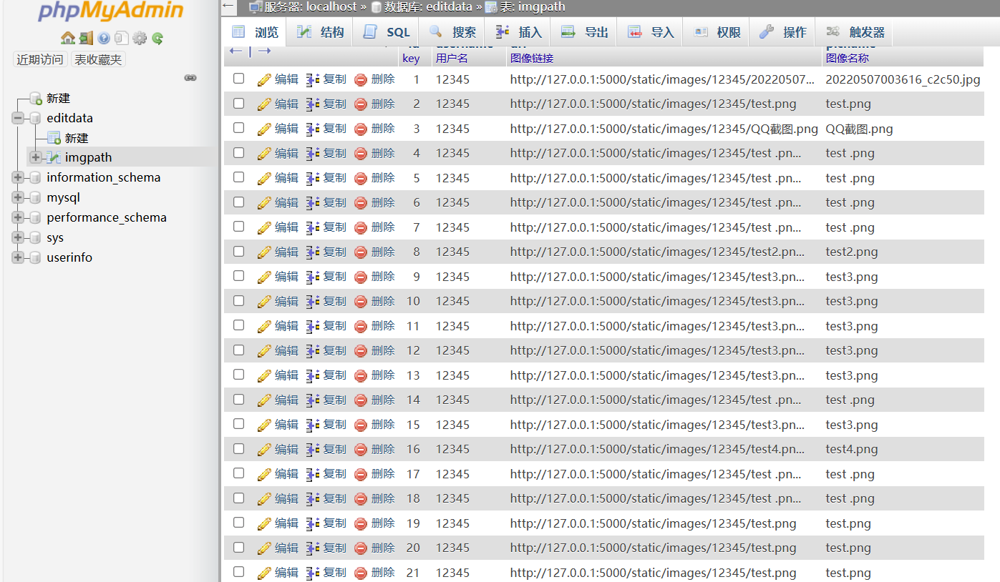 phpMyAdmin
近期访问 表收藏夹
新建
editdata
新建
imgpath
information_schema
mysql
performance_schema
sys
userinfo
服务器: localhost » 数据库: editdata » 表: imgpath
浏览 结构 SQL 搜索 插入 导出 导入 权限 操作 触发器
key 用户名 图像链接 图像名称
编辑 复制 删除 1 12345 http://127.0.0.1:5000/static/images/12345/20220507... 20220507003616_c2c50.jpg
编辑 复制 删除 2 12345 http://127.0.0.1:5000/static/images/12345/test.png test.png
编辑 复制 删除 3 12345 http://127.0.0.1:5000/static/images/12345/QQ截图.png QQ截图.png
编辑 复制 删除 4 12345 http://127.0.0.1:5000/static/images/12345/test .pn... test .png
编辑 复制 删除 5 12345 http://127.0.0.1:5000/static/images/12345/test .pn... test .png
编辑 复制 删除 6 12345 http://127.0.0.1:5000/static/images/12345/test .pn... test .png
编辑 复制 删除 7 12345 http://127.0.0.1:5000/static/images/12345/test .pn... test .png
编辑 复制 删除 8 12345 http://127.0.0.1:5000/static/images/12345/test2.pn... test2.png
编辑 复制 删除 9 12345 http://127.0.0.1:5000/static/images/12345/test3.pn... test3.png
编辑 复制 删除 10 12345 http://127.0.0.1:5000/static/images/12345/test3.pn... test3.png
编辑 复制 删除 11 12345 http://127.0.0.1:5000/static/images/12345/test3.pn... test3.png
编辑 复制 删除 12 12345 http://127.0.0.1:5000/static/images/12345/test3.pn... test3.png
编辑 复制 删除 13 12345 http://127.0.0.1:5000/static/images/12345/test3.pn... test3.png
编辑 复制 删除 14 12345 http://127.0.0.1:5000/static/images/12345/test .pn... test .png
编辑 复制 删除 15 12345 http://127.0.0.1:5000/static/images/12345/test3.pn... test3.png
编辑 复制 删除 16 12345 http://127.0.0.1:5000/static/images/12345/test4.pn... test4.png
编辑 复制 删除 17 12345 http://127.0.0.1:5000/static/images/12345/test .pn... test .png
编辑 复制 删除 18 12345 http://127.0.0.1:5000/static/images/12345/test .pn... test .png
编辑 复制 删除 19 12345 http://127.0.0.1:5000/static/images/12345/test.png test.png
编辑 复制 删除 20 12345 http://127.0.0.1:5000/static/images/12345/test.png test.png
编辑 复制 删除 21 12345 http://127.0.0.1:5000/static/images/12345/test.png test.png